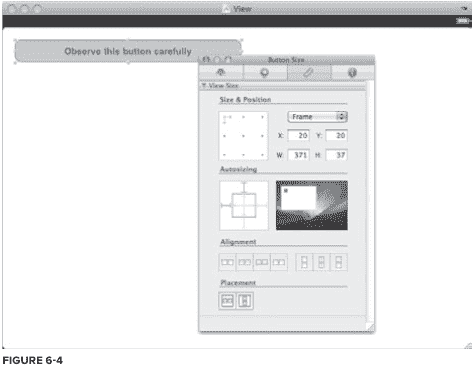 View
Observe this button carefully
Button Size
View Size
Size & Position
Frame
X: 20 Y: 20
W: 371 H: 37
Autosizing
Alignment
Placement
FIGURE 6-4